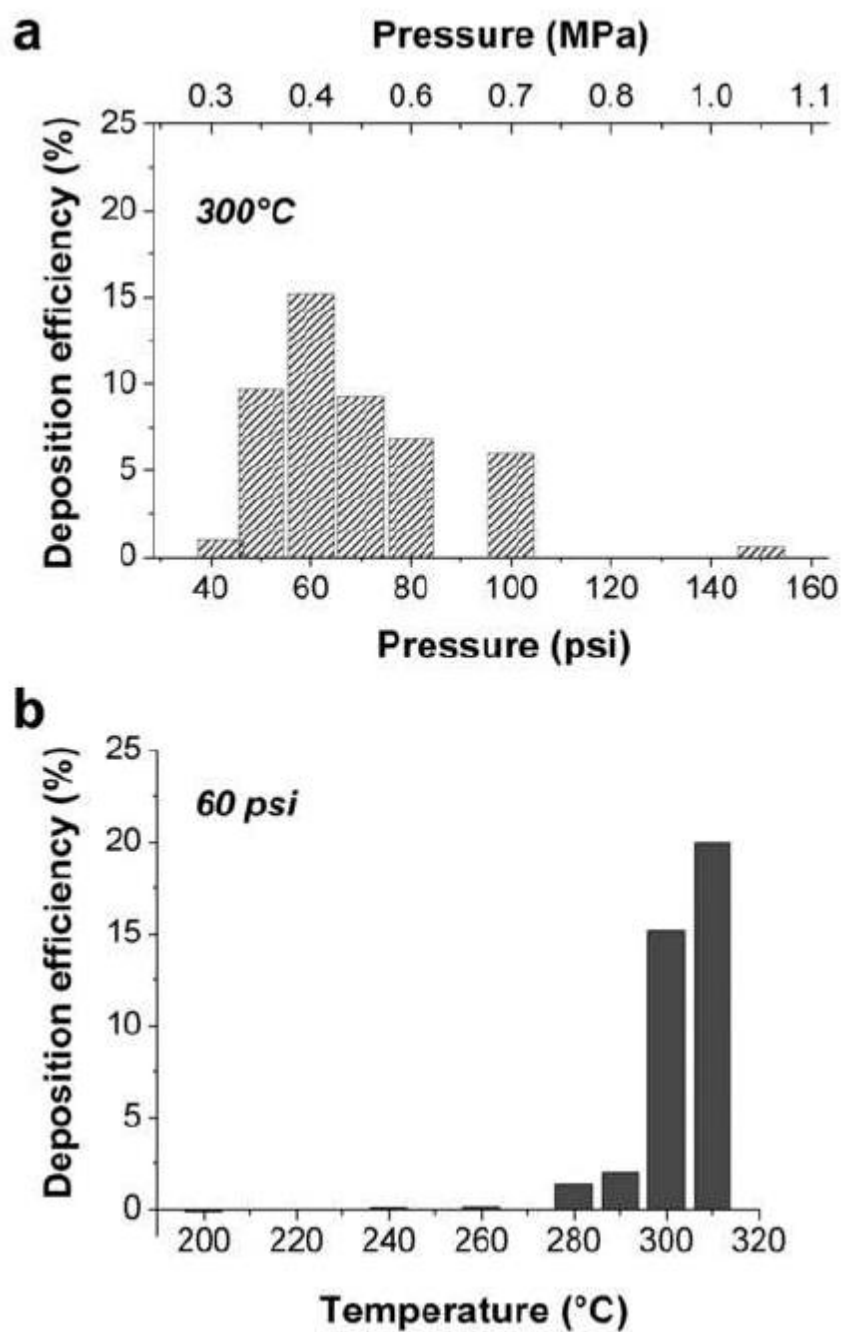 a
Pressure (MPa)
0.3 0.4 0.6 0.7 0.8 1.0 1.1
Deposition efficiency (%)
25
20
15
10
5
0
300°C
40 60 80 100 120 140 160
Pressure (psi)
b
Deposition efficiency (%)
25
20
15
10
5
0
60 psi
200 220 240 260 280 300 320
Temperature (°C)